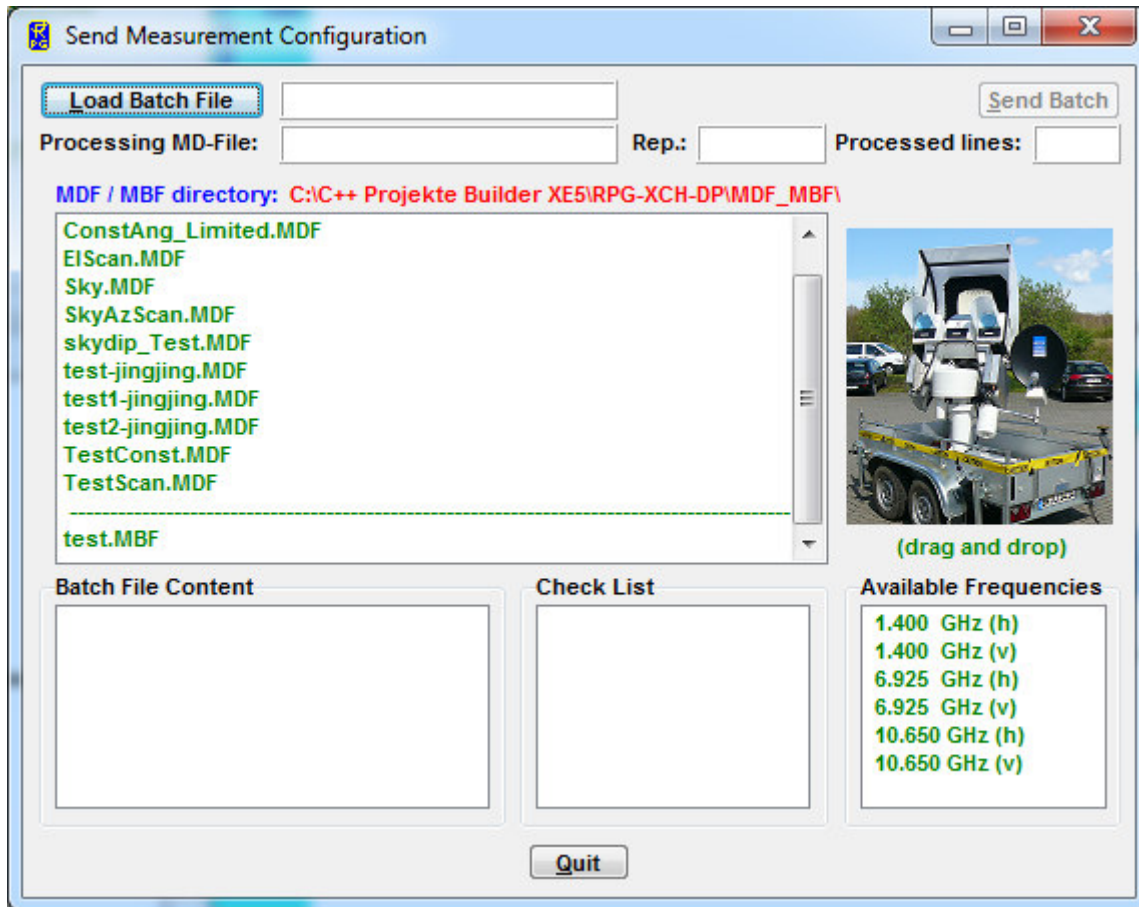 Send Measurement Configuration
Load Batch File
Send Batch
Processing MD-File:
Rep.:
Processed lines:
MDF / MBF directory: C:\C++ Projekte Builder XE5\RPG-XCH-DP\MDF_MBF\
ConstAng_Limited.MDF
ElScan.MDF
Sky.MDF
SkyAzScan.MDF
skydip_Test.MDF
test-jingjing.MDF
test1-jingjing.MDF
test2-jingjing.MDF
TestConst.MDF
TestScan.MDF
test.MBF
(drag and drop)
Batch File Content
Check List
Available Frequencies
1.400 GHz (h)
1.400 GHz (v)
6.925 GHz (h)
6.925 GHz (v)
10.650 GHz (h)
10.650 GHz (v)
Quit